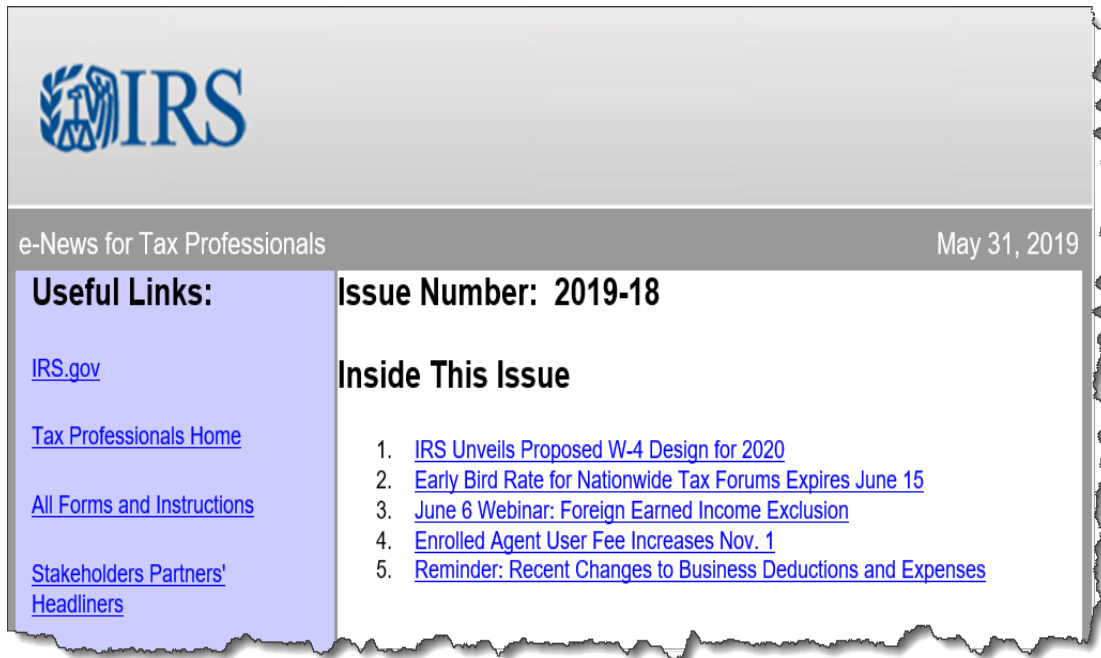 IRS
e-News for Tax Professionals
May 31, 2019
Useful Links:
IRS.gov
Tax Professionals Home
All Forms and Instructions
Stakeholders Partners'
Headliners
Issue Number: 2019-18
Inside This Issue
1. IRS Unveils Proposed W-4 Design for 2020
2. Early Bird Rate for Nationwide Tax Forums Expires June 15
3. June 6 Webinar: Foreign Earned Income Exclusion
4. Enrolled Agent User Fee Increases Nov. 1
5. Reminder: Recent Changes to Business Deductions and Expenses